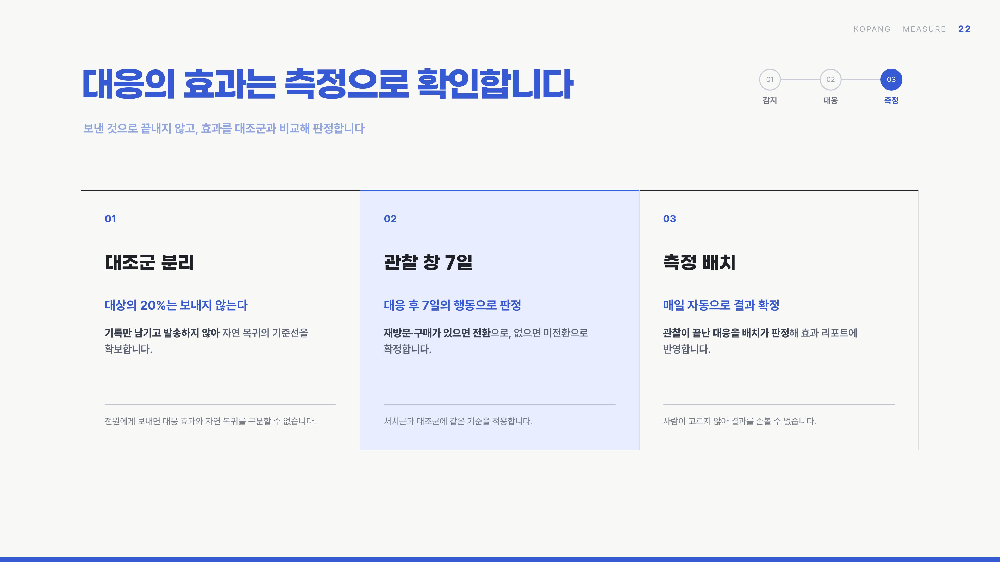 KOPANG MEASURE 22
대응의 효과는 측정으로 확인합니다
01 02 03
감지 대응 측정
보낸 것으로 끝내지 않고, 효과를 대조군과 비교해 판정합니다
01
대조군 분리
대상의 20%는 보내지 않는다
기록만 남기고 발송하지 않아 자연 복귀의 기준선을
확보합니다.
전원에게 보내면 대응 효과와 자연 복귀를 구분할 수 없습니다.
02
관찰 창 7일
대응 후 7일의 행동으로 판정
재방문·구매가 있으면 전환으로, 없으면 미전환으로
확정합니다.
처치군과 대조군에 같은 기준을 적용합니다.
03
측정 배치
매일 자동으로 결과 확정
관찰이 끝난 대응을 배치가 판정해 효과 리포트에
반영합니다.
사람이 고르지 않아 결과를 손볼 수 없습니다.